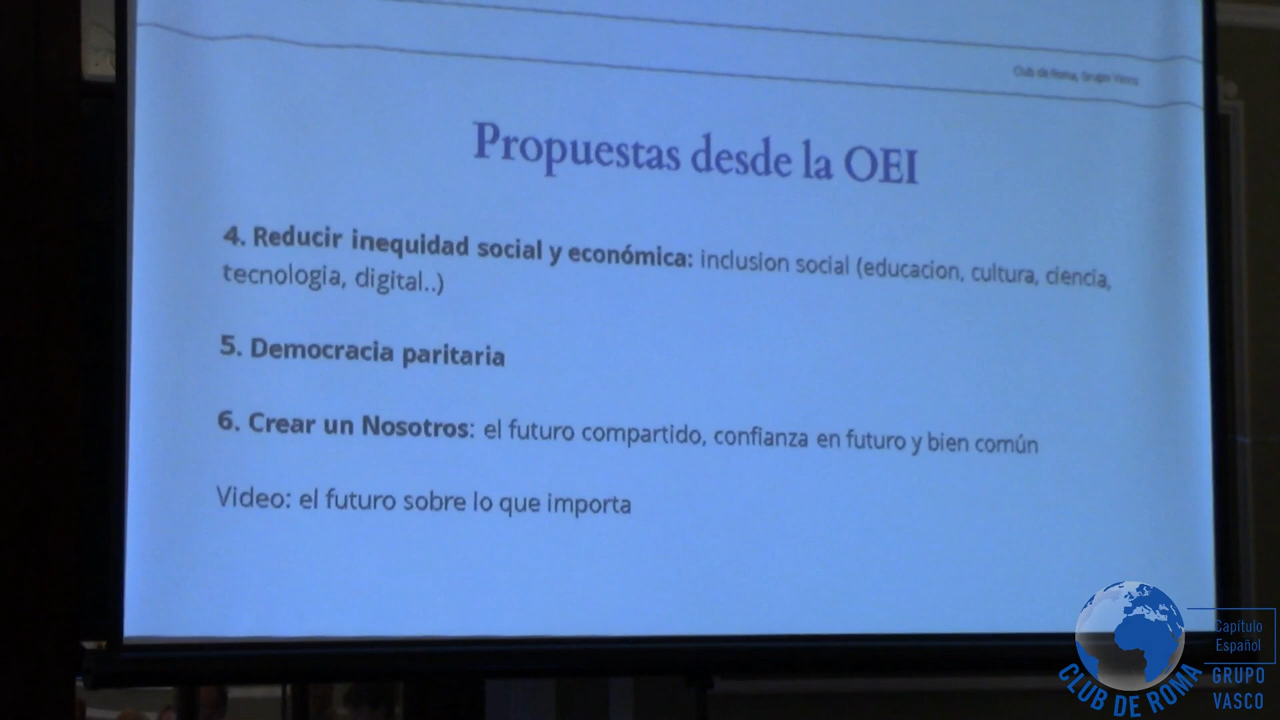 Club de Roma, Grupo Vasco
Propuestas desde la OEI
4. Reducir inequidad social y económica: inclusion social (educacion, cultura, ciencia,
tecnologia, digital..)
5. Democracia paritaria
6. Crear un Nosotros: el futuro compartido, confianza en futuro y bien común
Video: el futuro sobre lo que importa
Capítulo
Español
CLUB DE ROMA
GRUPO
VASCO